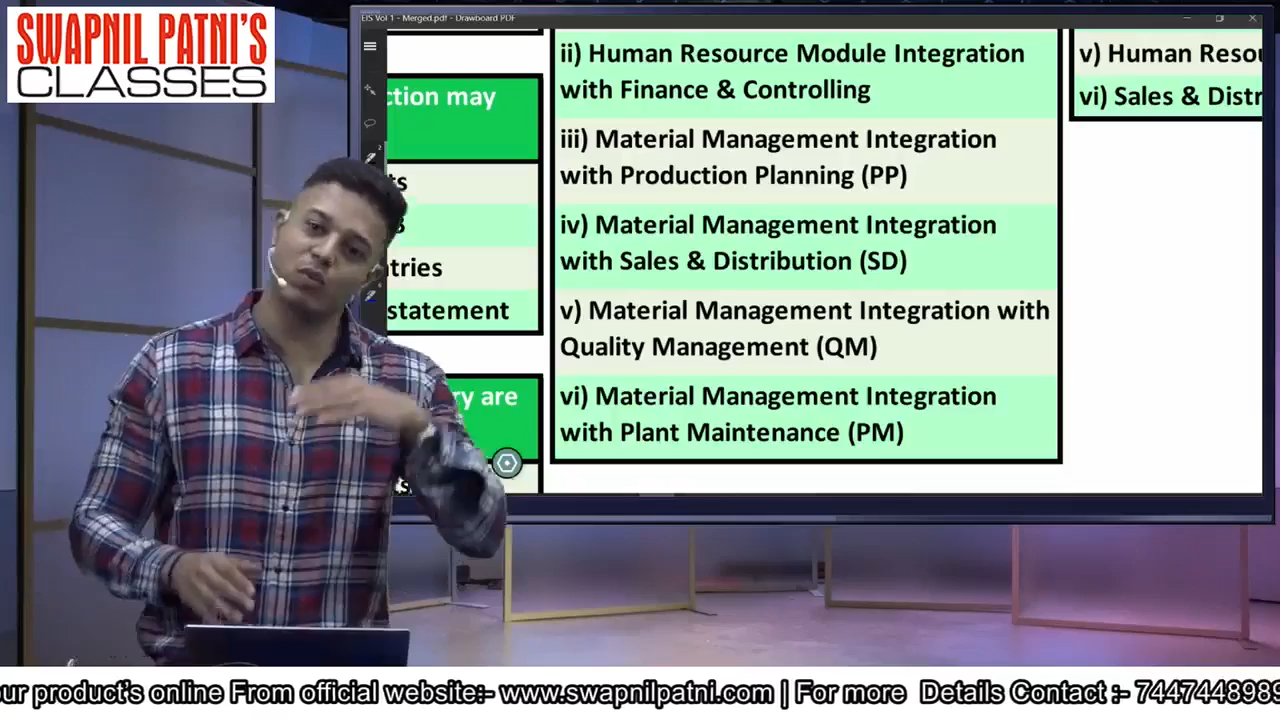 SWAPNIL PATNI'S
CLASSES
EIS Vol 1 - Merged.pdf - Drawboard PDF
ction may
ts
ntries
statement
ry are
ii) Human Resource Module Integration
with Finance & Controlling
iii) Material Management Integration
with Production Planning (PP)
iv) Material Management Integration
with Sales & Distribution (SD)
v) Material Management Integration with
Quality Management (QM)
vi) Material Management Integration
with Plant Maintenance (PM)
v) Human Resou
vi) Sales & Distr
our product's online From official website:- www.swapnilpatni.com | For more Details Contact :- 7447448989